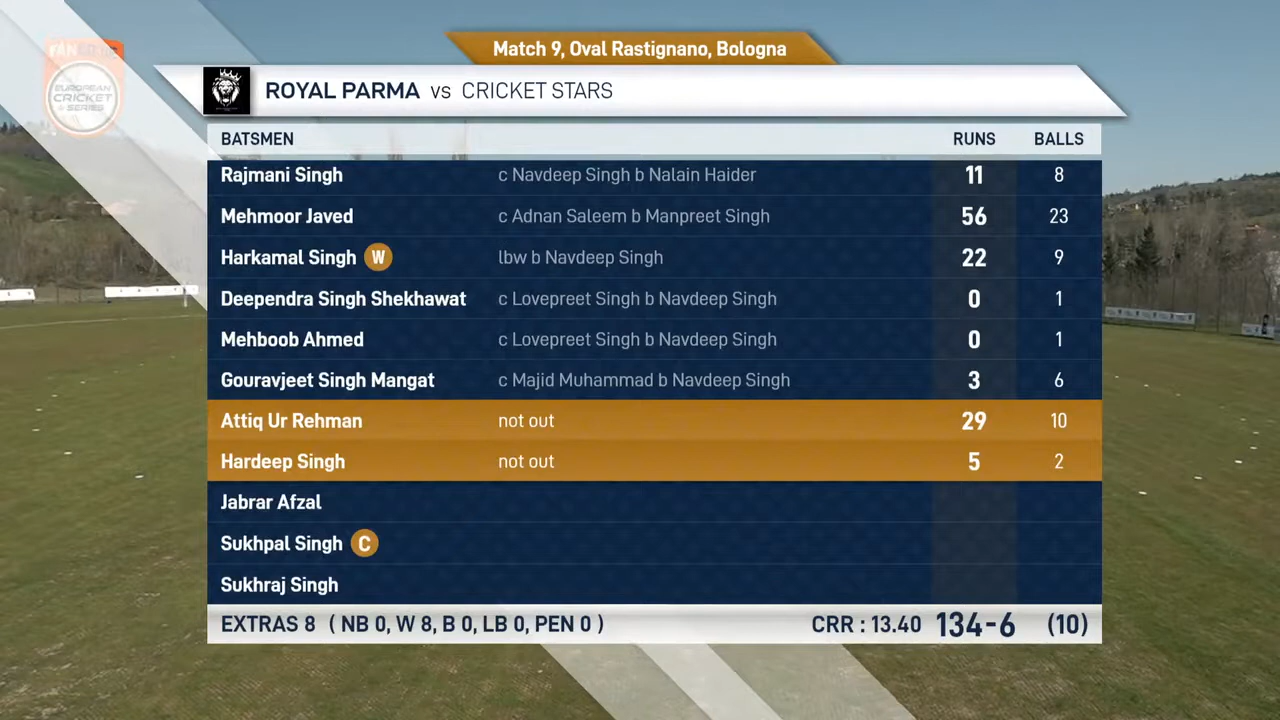 Match 9, Oval Rastignano, Bologna
EUROPEAN
CRICKET
SERIES
ROYAL PARMA vs CRICKET STARS
BATSMEN RUNS BALLS
Rajmani Singh c Navdeep Singh b Nalain Haider 11 8
Mehmoor Javed c Adnan Saleem b Manpreet Singh 56 23
Harkamal Singh W lbw b Navdeep Singh 22 9
Deependra Singh Shekhawat c Lovepreet Singh b Navdeep Singh 0 1
Mehboob Ahmed c Lovepreet Singh b Navdeep Singh 0 1
Gouravjeet Singh Mangat c Majid Muhammad b Navdeep Singh 3 6
Attiq Ur Rehman not out 29 10
Hardeep Singh not out 5 2
Jabrar Afzal
Sukhpal Singh C
Sukhraj Singh
EXTRAS 8 ( NB 0, W 8, B 0, LB 0, PEN 0 ) CRR : 13.40 134-6 (10)